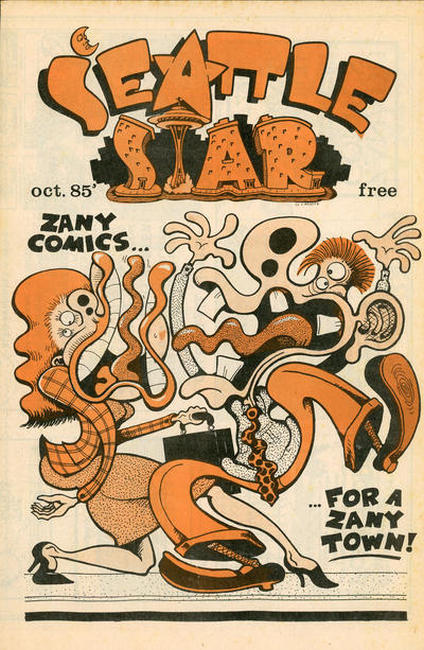 SEATTLE
STAR
oct. 85'
free
ZANY
COMICS...
...FOR A
ZANY
TOWN!